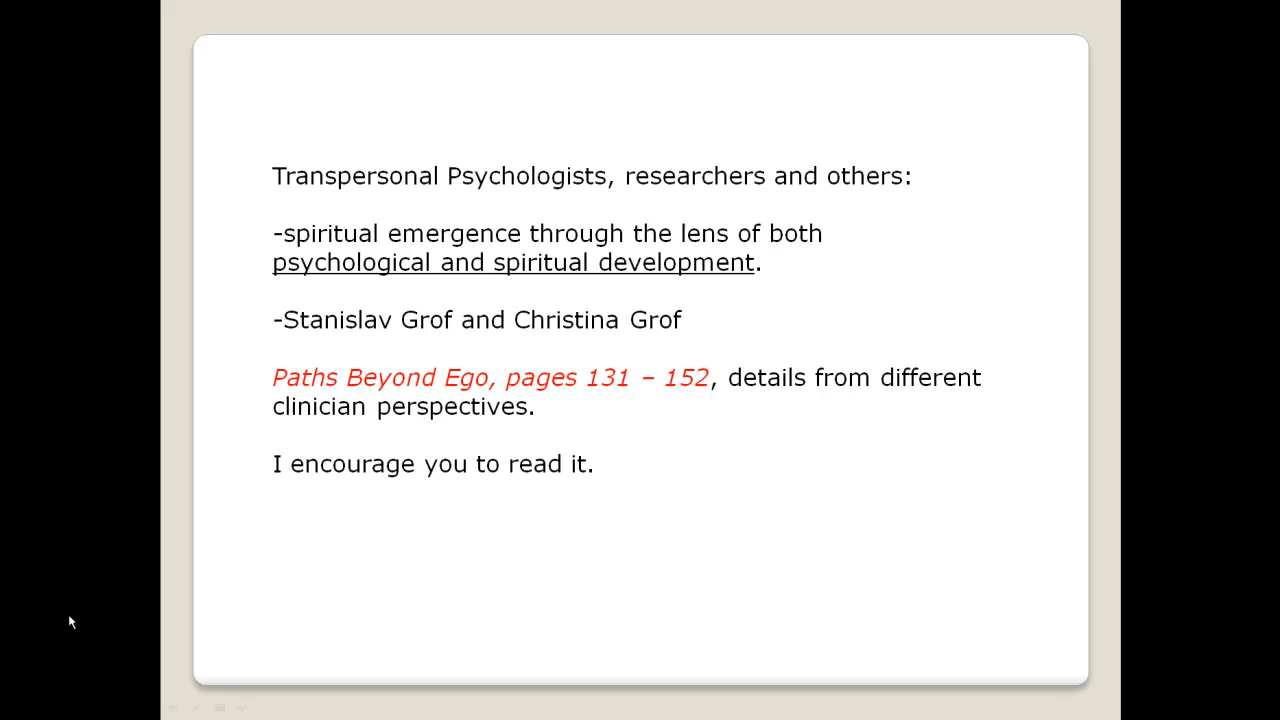 Transpersonal Psychologists, researchers and others:
-spiritual emergence through the lens of both
psychological and spiritual development.
-Stanislav Grof and Christina Grof
Paths Beyond Ego, pages 131 – 152, details from different
clinician perspectives.
I encourage you to read it.